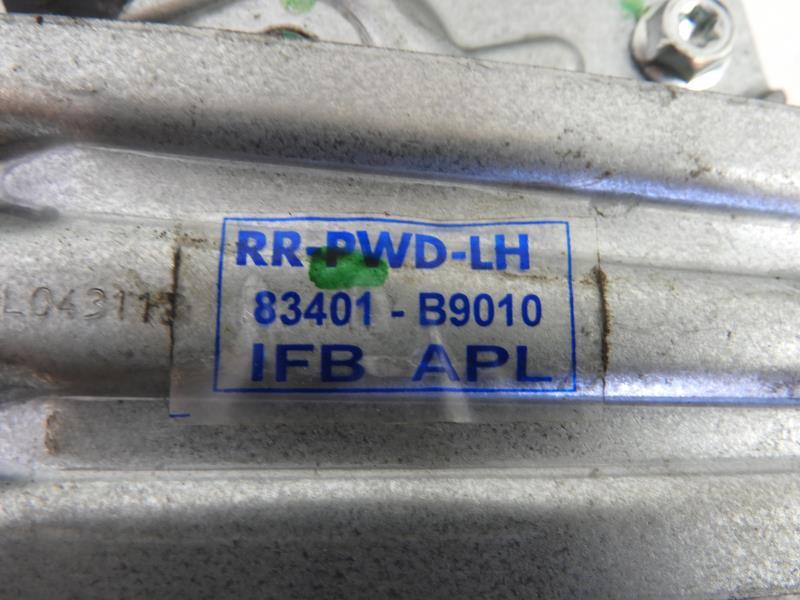 RR-PWD-LH
83401 - B9010
IFB APL